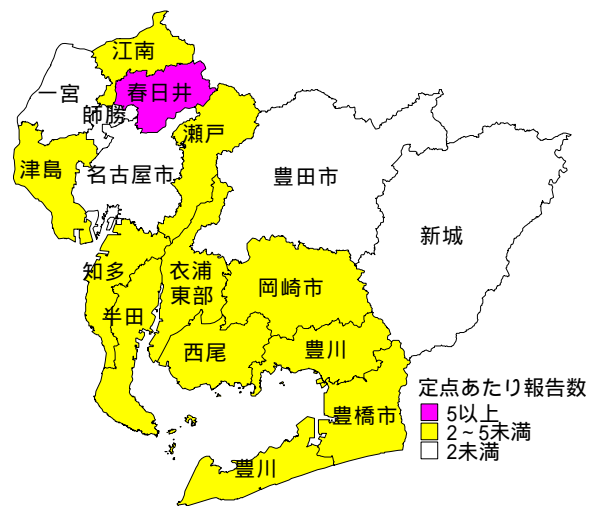 江南
一宮
春日井
師勝
瀬戸
津島
名古屋市
豊田市
新城
知多
衣浦
東部
岡崎市
半田
西尾
豊川
豊橋市
豊川
定点あたり報告数
5以上
2~5未満
2未満